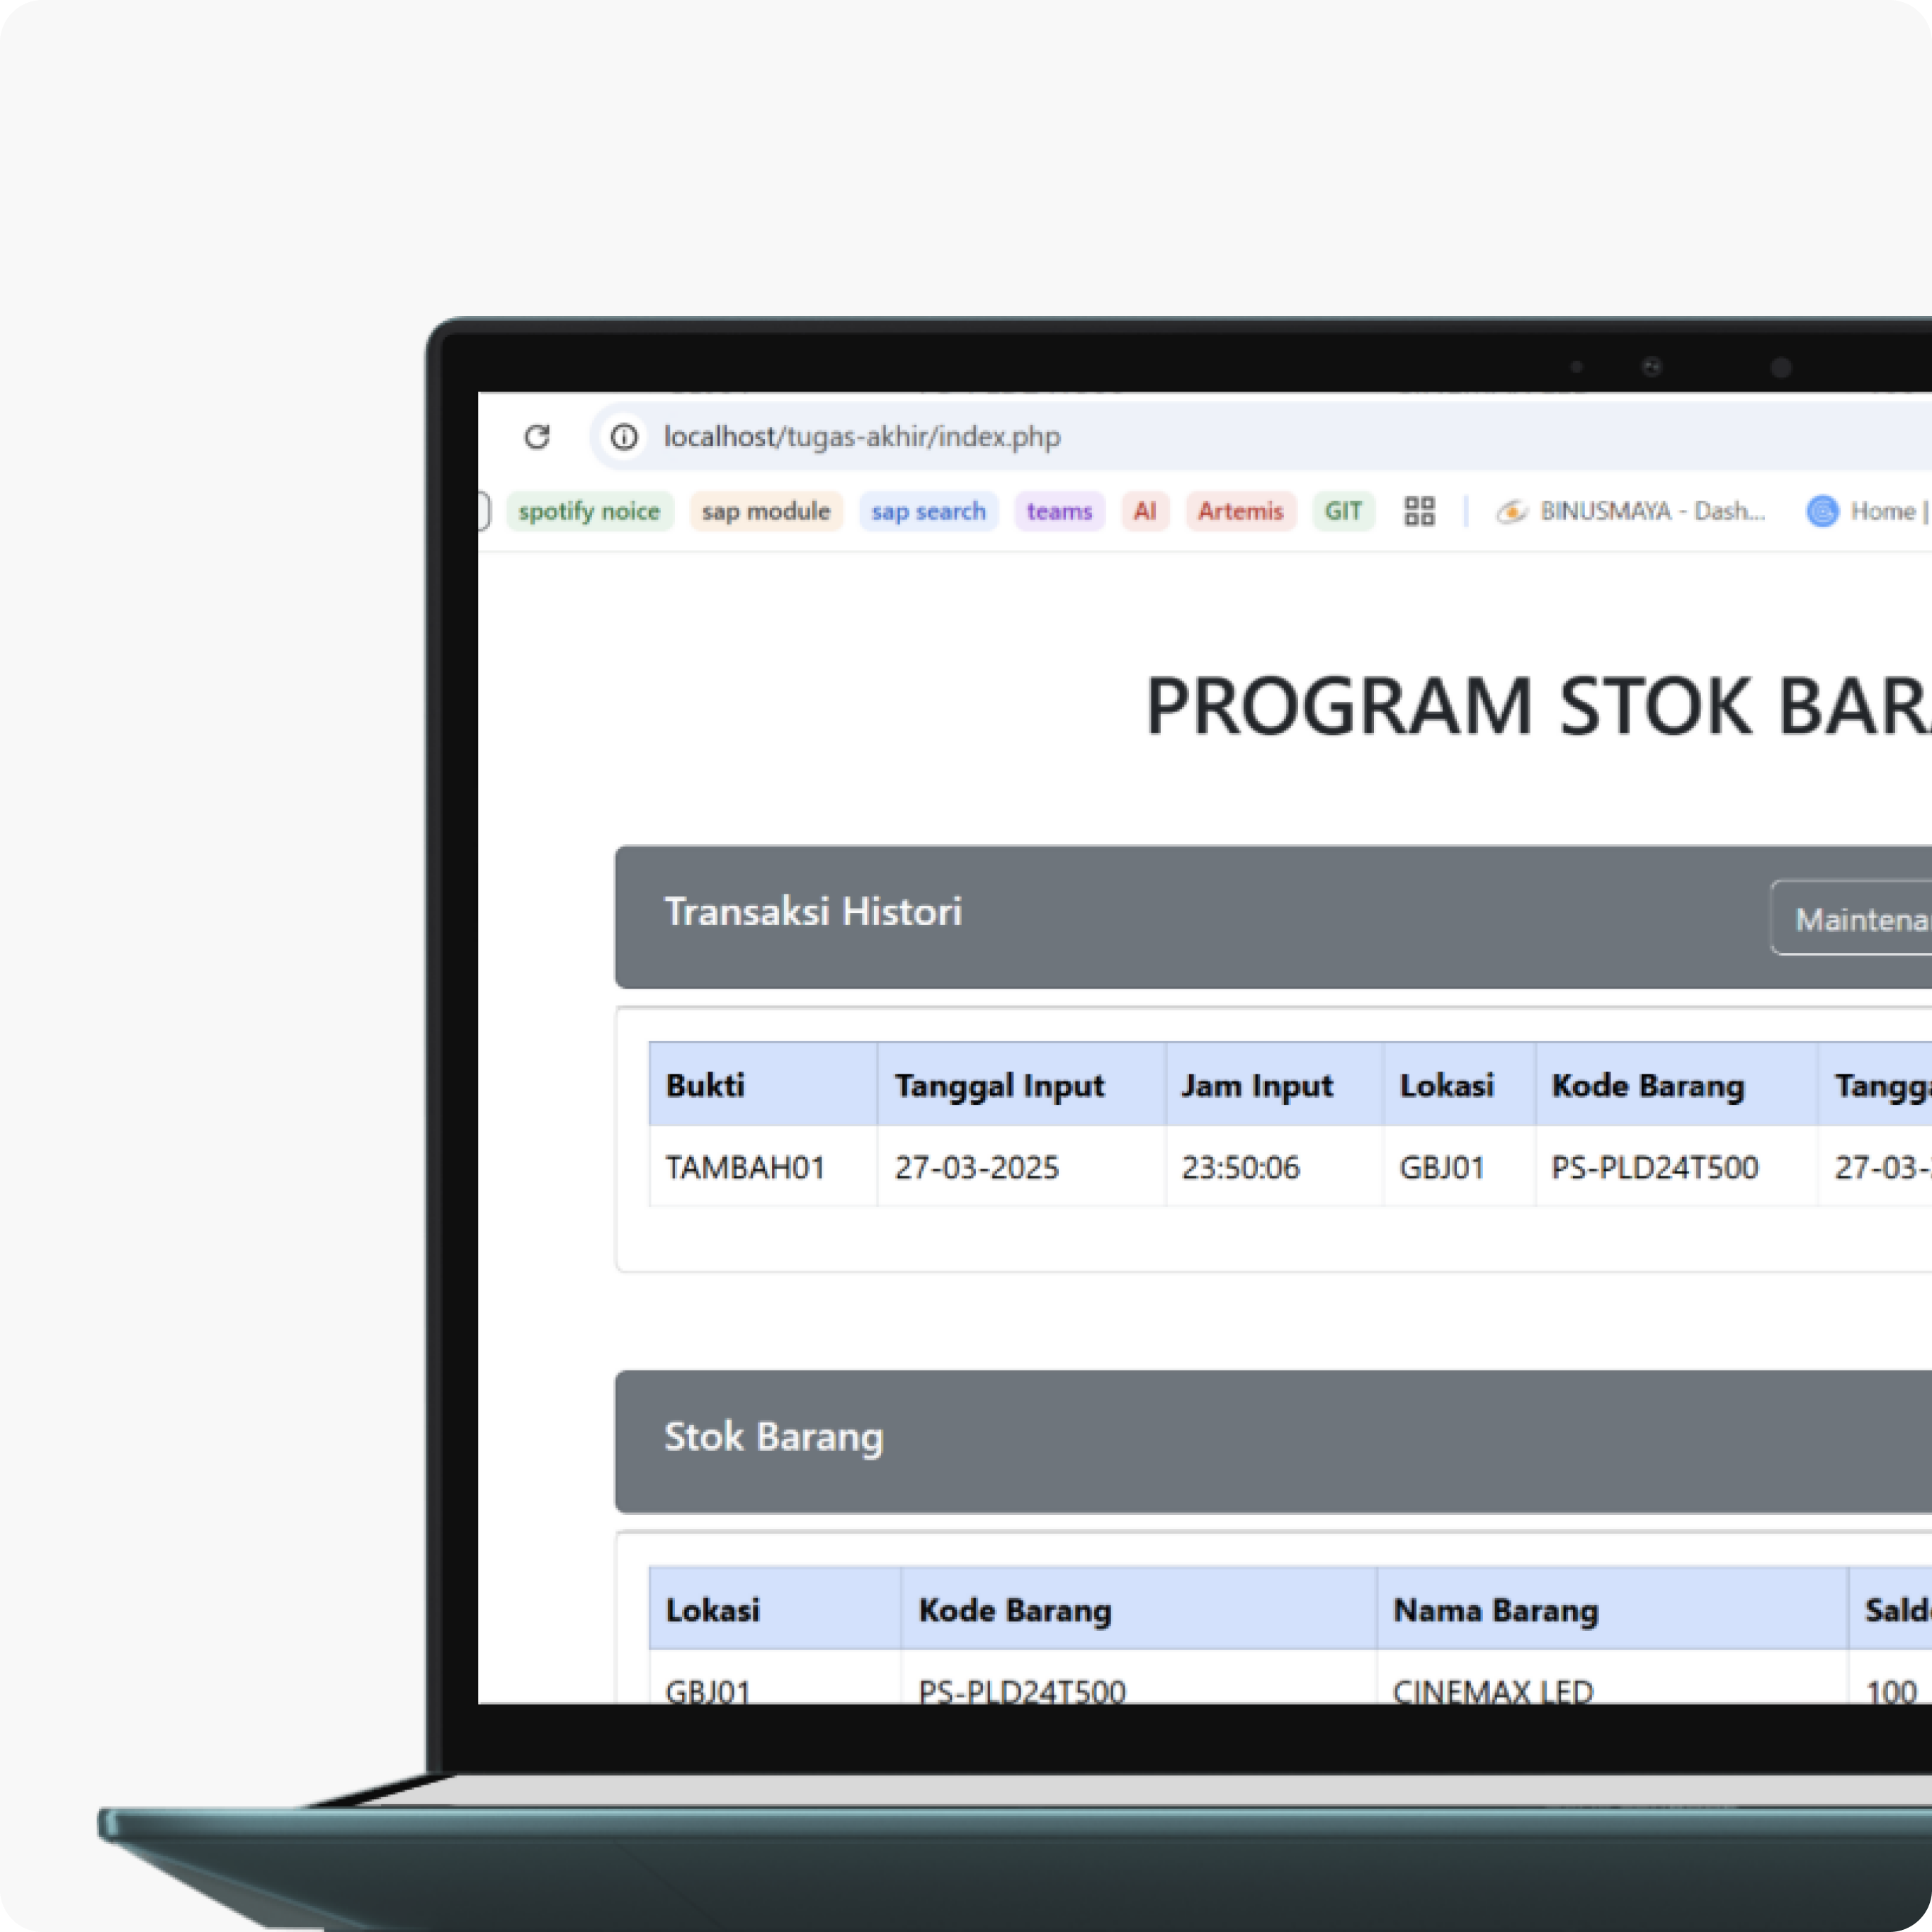 localhost/tugas-akhir/index.php
spotify noice sap module sap search teams AI Artemis GIT BINUSMAYA - Dash... Home |
PROGRAM STOK BARA
Transaksi Histori Maintena
Bukti Tanggal Input Jam Input Lokasi Kode Barang Tangga
TAMBAH01 27-03-2025 23:50:06 GBJ01 PS-PLD24T500 27-03-
Stok Barang
Lokasi Kode Barang Nama Barang Sald
GBJ01 PS-PLD24T500 CINEMAX LED 100